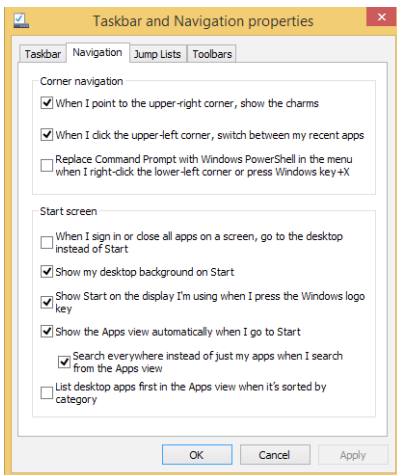 Taskbar and Navigation properties
Taskbar Navigation Jump Lists Toolbars
Corner navigation
When I point to the upper-right corner, show the charms
When I click the upper-left corner, switch between my recent apps
Replace Command Prompt with Windows PowerShell in the menu
when I right-click the lower-left corner or press Windows key+X
Start screen
When I sign in or close all apps on a screen, go to the desktop
instead of Start
Show my desktop background on Start
Show Start on the display I'm using when I press the Windows logo
key
Show the Apps view automatically when I go to Start
Search everywhere instead of just my apps when I search
from the Apps view
List desktop apps first in the Apps view when it's sorted by
category
OK Cancel Apply